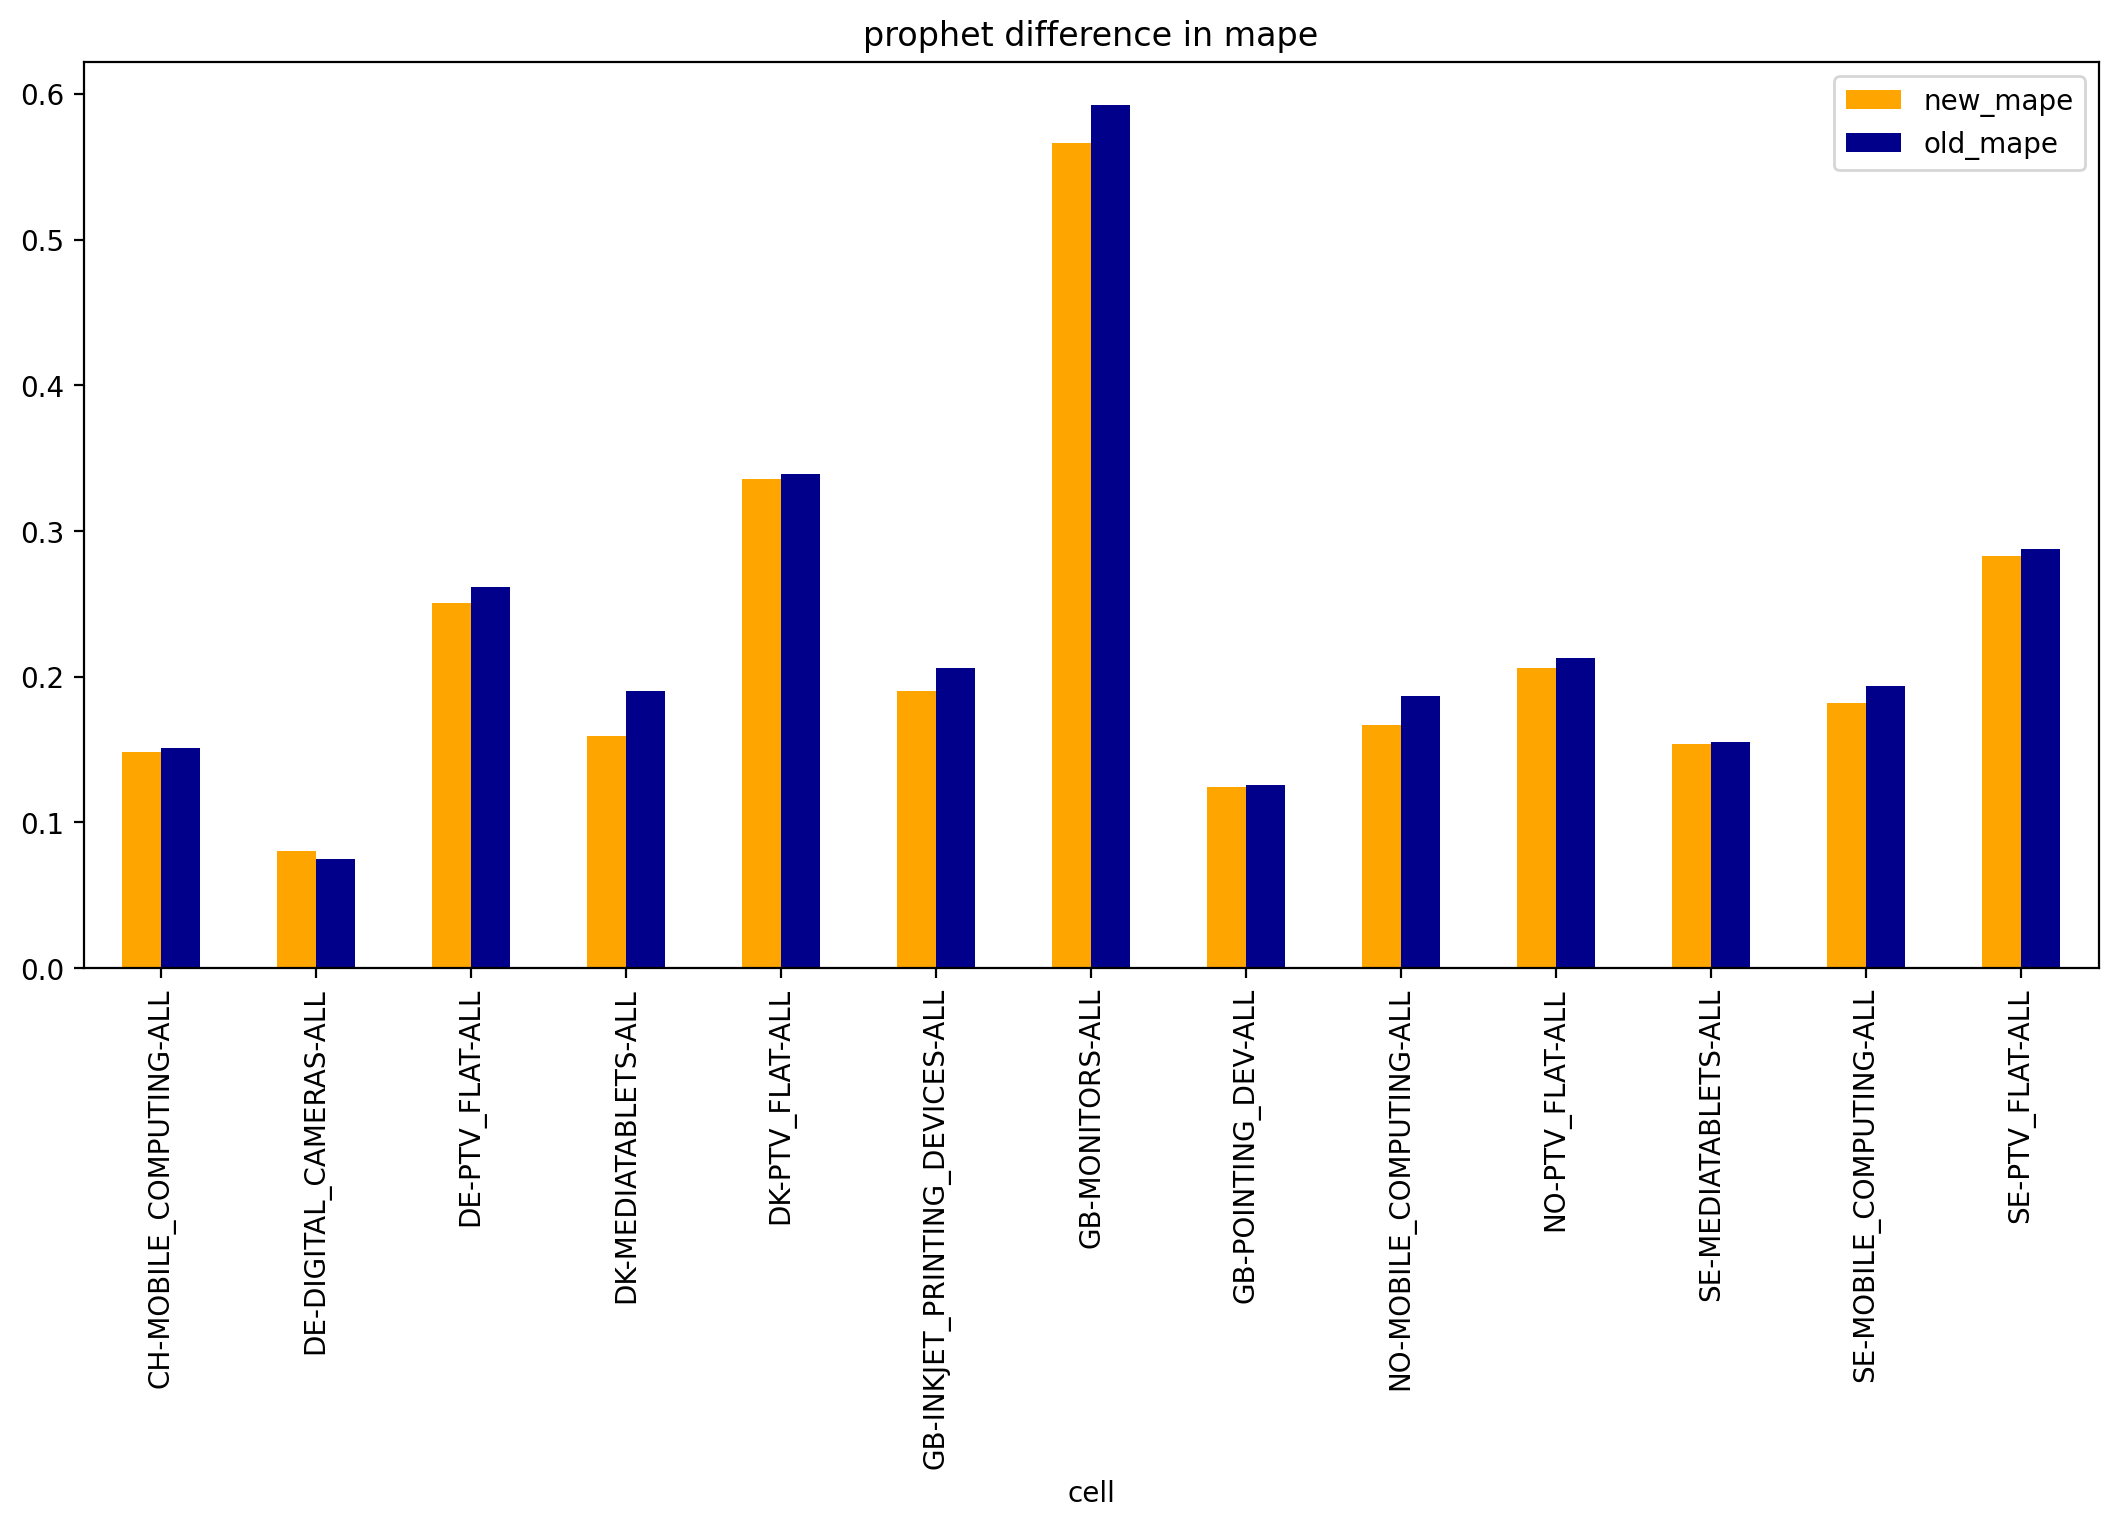 prophet difference in mape
new_mape
old_mape
0.6
0.5
0.4
0.3
0.2
0.1
0.0
CH-MOBILE_COMPUTING-ALL
DE-DIGITAL_CAMERAS-ALL
DE-PTV_FLAT-ALL
DK-MEDIATABLETS-ALL
DK-PTV_FLAT-ALL
GB-INKJET_PRINTING_DEVICES-ALL
GB-MONITORS-ALL
GB-POINTING_DEV-ALL
NO-MOBILE_COMPUTING-ALL
NO-PTV_FLAT-ALL
SE-MEDIATABLETS-ALL
SE-MOBILE_COMPUTING-ALL
SE-PTV_FLAT-ALL
cell